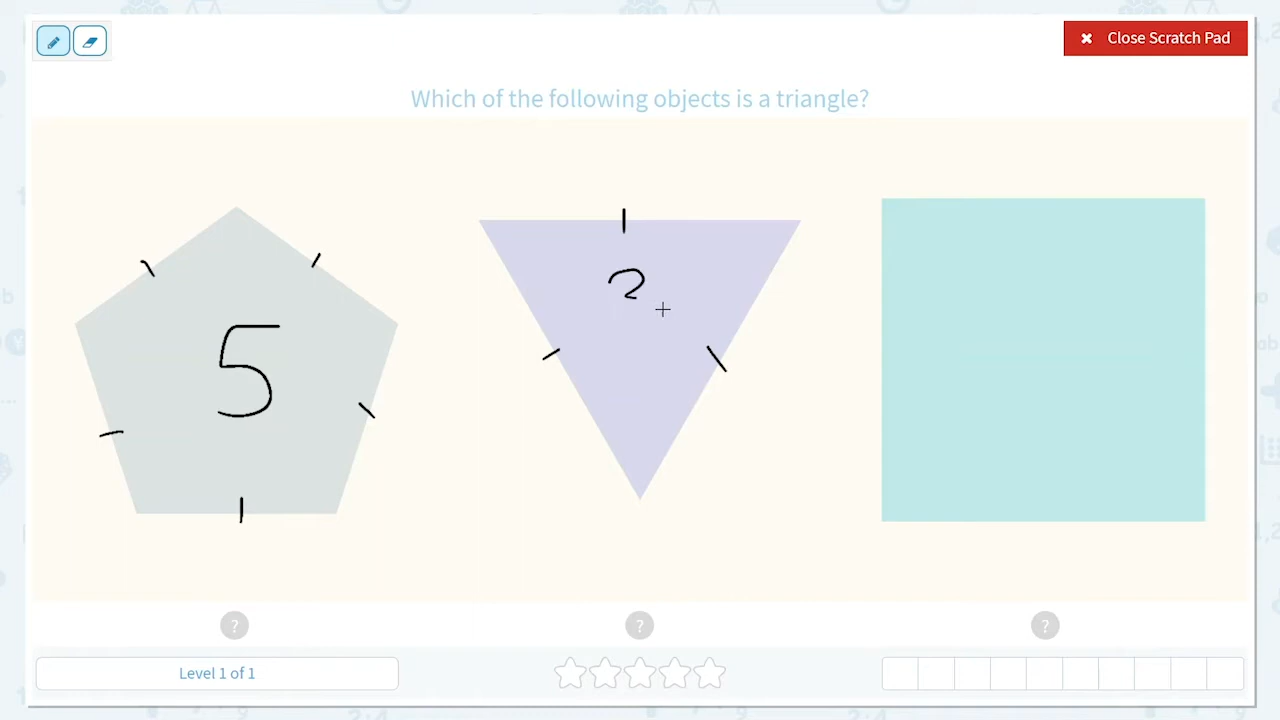 Close Scratch Pad
Which of the following objects is a triangle?
5
?
?
?
Level 1 of 1